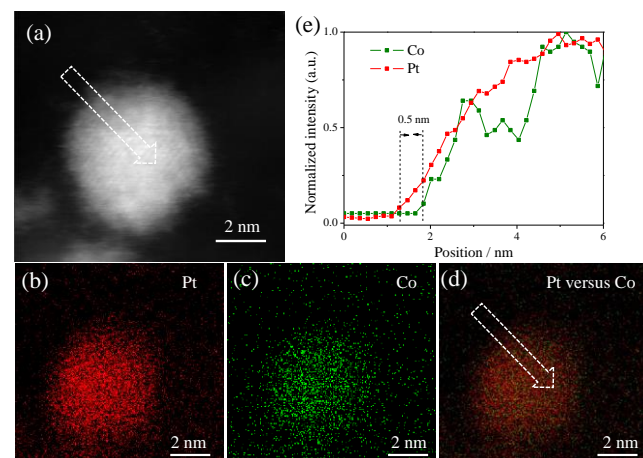 (a)
2 nm
(e)
Normalized intensity (a.u.)
1.0
0.5
0.0
Co
Pt
0.5 nm
0
2
4
6
Position / nm
(b)
Pt
2 nm
(c)
Co
2 nm
(d)
Pt versus Co
2 nm